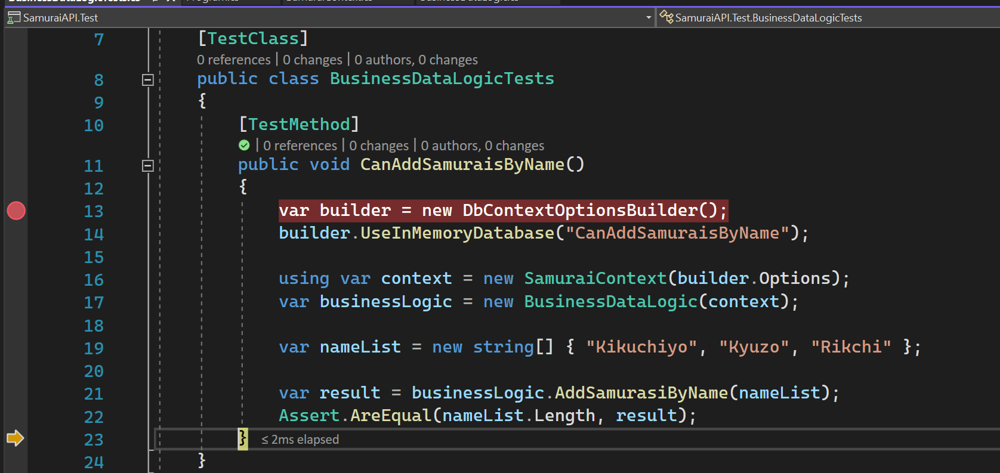 SamuraiAPI.Test SamuraiAPI.Test.BusinessDataLogicTests
7 [TestClass]
0 references | 0 changes | 0 authors, 0 changes
8 public class BusinessDataLogicTests
9 {
10 [TestMethod]
| 0 references | 0 changes | 0 authors, 0 changes
11 public void CanAddSamuraisByName()
12 {
13 var builder = new DbContextOptionsBuilder();
14 builder.UseInMemoryDatabase("CanAddSamuraisByName");
15
16 using var context = new SamuraiContext(builder.Options);
17 var businessLogic = new BusinessDataLogic(context);
18
19 var nameList = new string[] { "Kikuchiyo", "Kyuzo", "Rikchi" };
20
21 var result = businessLogic.AddSamurasiByName(nameList);
22 Assert.AreEqual(nameList.Length, result);
23 } ≤ 2ms elapsed
24 }